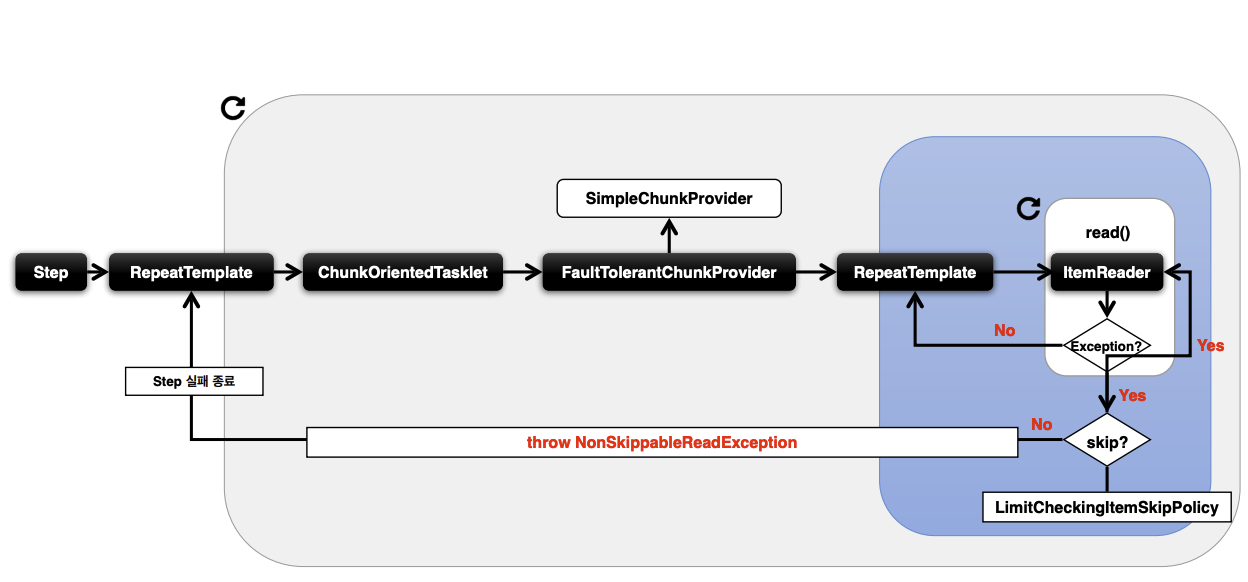 SimpleChunkProvider
read()
Step
RepeatTemplate
ChunkOrientedTasklet
FaultTolerantChunkProvider
RepeatTemplate
ItemReader
No
Exception?
Yes
Step 실패 종료
Yes
No
throw NonSkippableReadException
skip?
LimitCheckingItemSkipPolicy